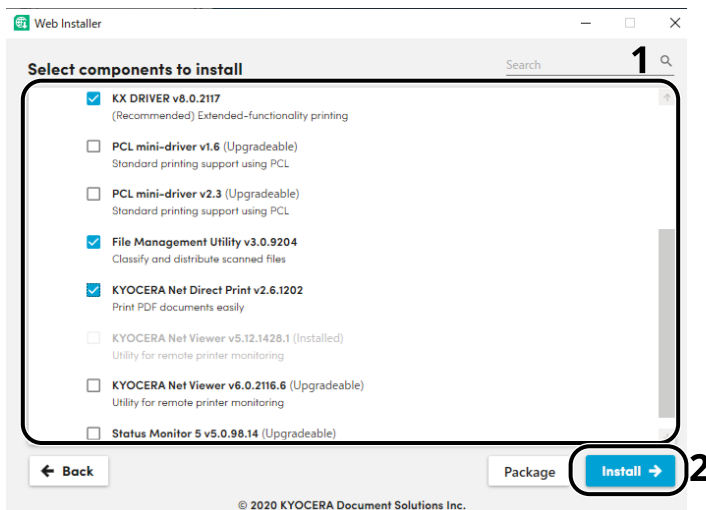 Web Installer
Select components to install
Search
1
KX DRIVER v8.0.2117
(Recommended) Extended-functionality printing
PCL mini-driver v1.6 (Upgradeable)
Standard printing support using PCL
PCL mini-driver v2.3 (Upgradeable)
Standard printing support using PCL
File Management Utility v3.0.9204
Classify and distribute scanned files
KYOCERA Net Direct Print v2.6.1202
Print PDF documents easily
KYOCERA Net Viewer v5.12.1428.1 (Installed)
Utility for remote printer monitoring
KYOCERA Net Viewer v6.0.2116.6 (Upgradeable)
Utility for remote printer monitoring
Status Monitor 5 v5.0.98.14 (Upgradeable)
Back
Package
Install
2
© 2020 KYOCERA Document Solutions Inc.